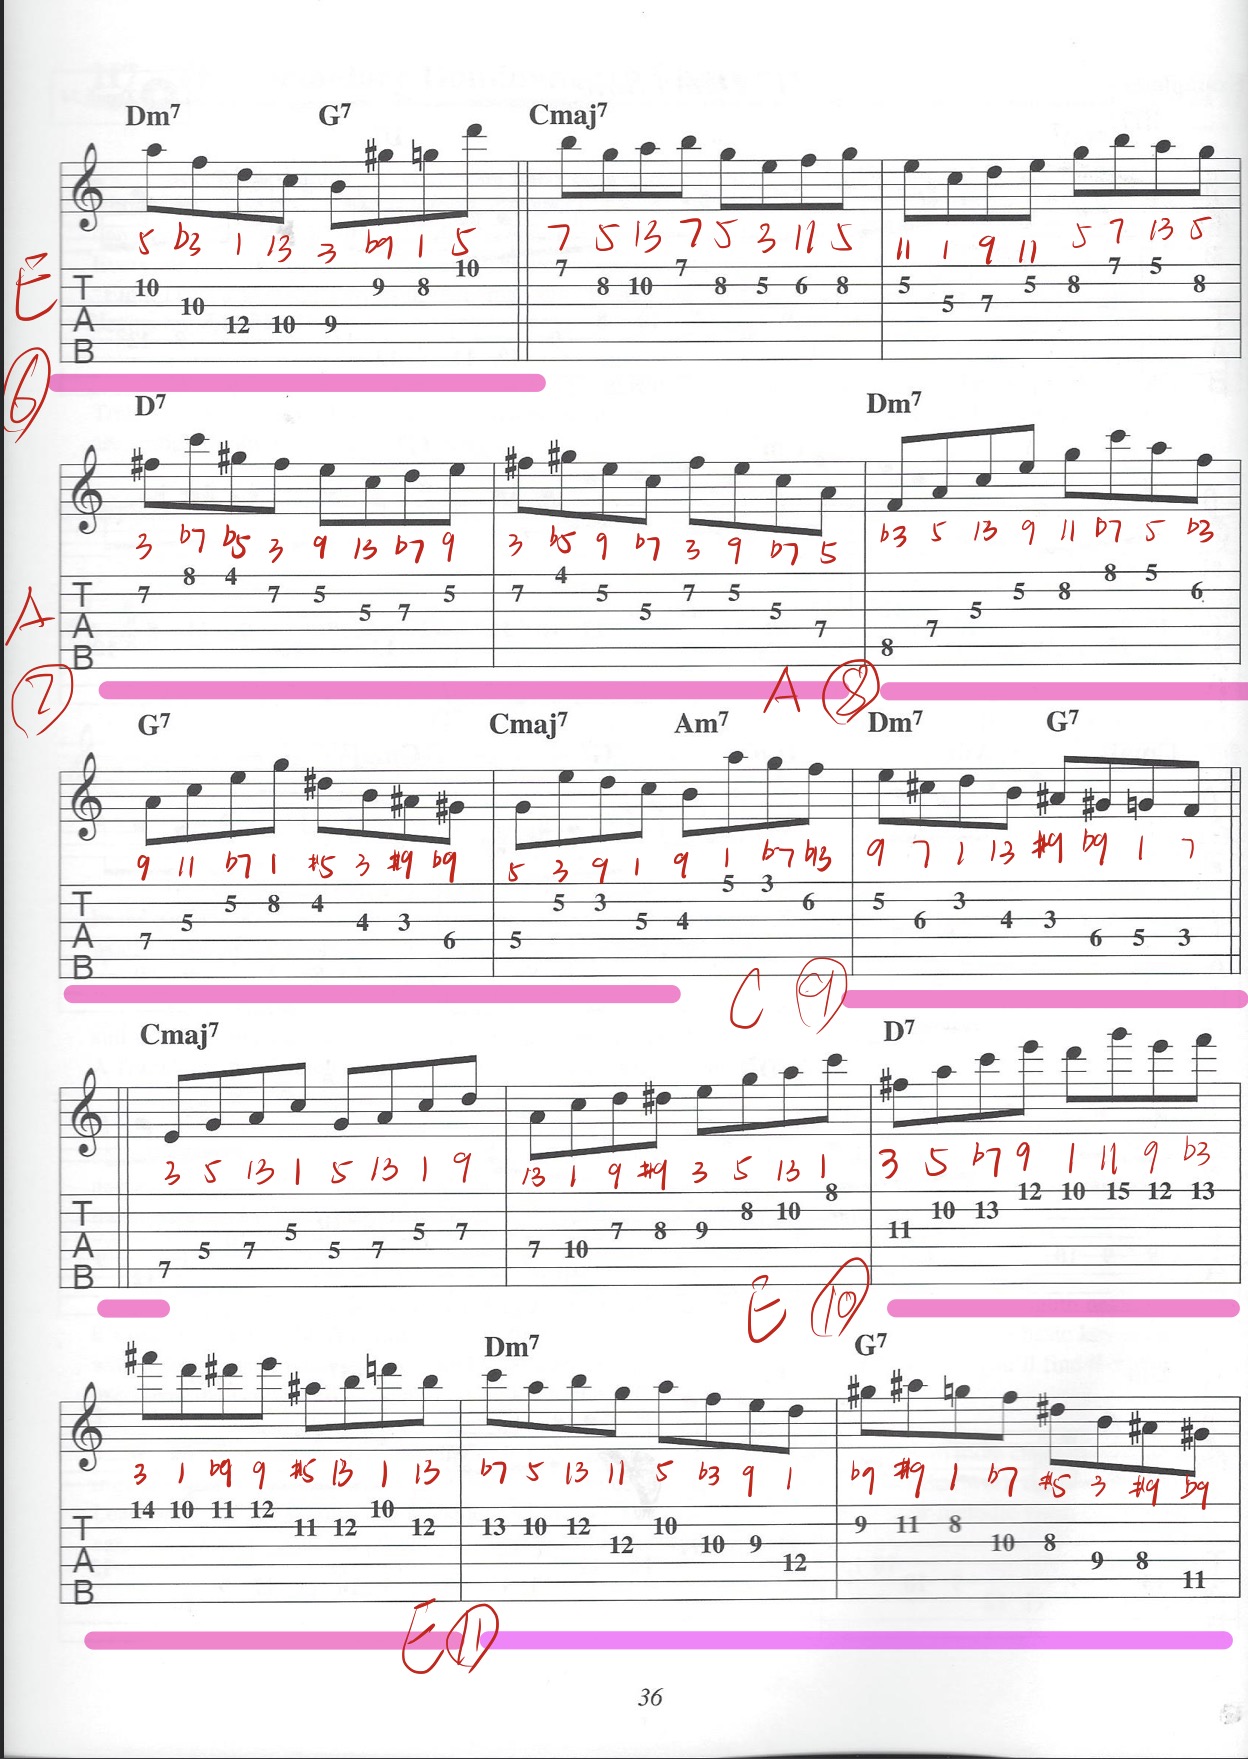 Dm7 G7 Cmaj7
5 b3 1 13 3 b9 1 5 7 5 13 7 5 3 11 5 11 1 9 11 5 7 13 5
E
T A B
10 10 12 10 9 9 8 10 7 8 10 7 8 5 6 8 5 5 7 5 8 7 5 8
6
D7 Dm7
3 b7 b5 3 9 13 b7 9 3 b5 9 b7 3 9 b7 5 b3 5 13 9 11 b7 5 b3
A
T A B
7 8 4 7 5 5 7 5 7 4 5 5 7 5 5 7 8 7 5 5 8 8 5 6
7 A 8
G7 Cmaj7 Am7 Dm7 G7
9 11 b7 1 #5 3 #9 b9 5 3 9 1 9 1 b7 b13 9 7 1 13 #9 b9 1 7
T A B
7 5 5 8 4 4 3 6 5 5 3 5 4 5 3 6 5 6 3 4 3 6 5 3
C 9
Cmaj7 D7
3 5 13 1 5 13 1 9 13 1 9 #9 3 5 13 1 3 5 b7 9 1 11 9 b3
T A B
7 5 7 5 5 7 5 7 7 10 7 8 9 8 10 8 11 10 13 12 10 15 12 13
E 10
Dm7 G7
3 1 b9 9 #5 13 1 13 b7 5 13 11 5 b3 9 1 b9 #9 1 b7 #5 3 #9 b9
T A B
14 10 11 12 11 12 10 12 13 10 12 12 10 10 9 12 9 11 8 10 8 9 8 11
E 11
36